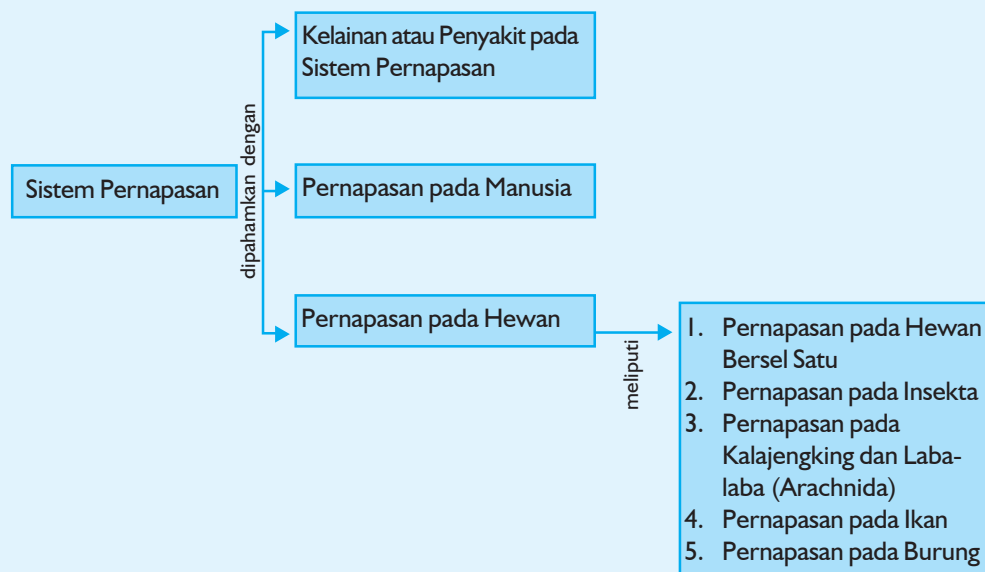 Kelainan atau Penyakit pada
Sistem Pernapasan
dipahamkan dengan
Sistem Pernapasan
Pernapasan pada Manusia
Pernapasan pada Hewan
meliputi
1. Pernapasan pada Hewan
Bersel Satu
2. Pernapasan pada Insekta
3. Pernapasan pada
Kalajengking dan Laba-
laba (Arachnida)
4. Pernapasan pada Ikan
5. Pernapasan pada Burung